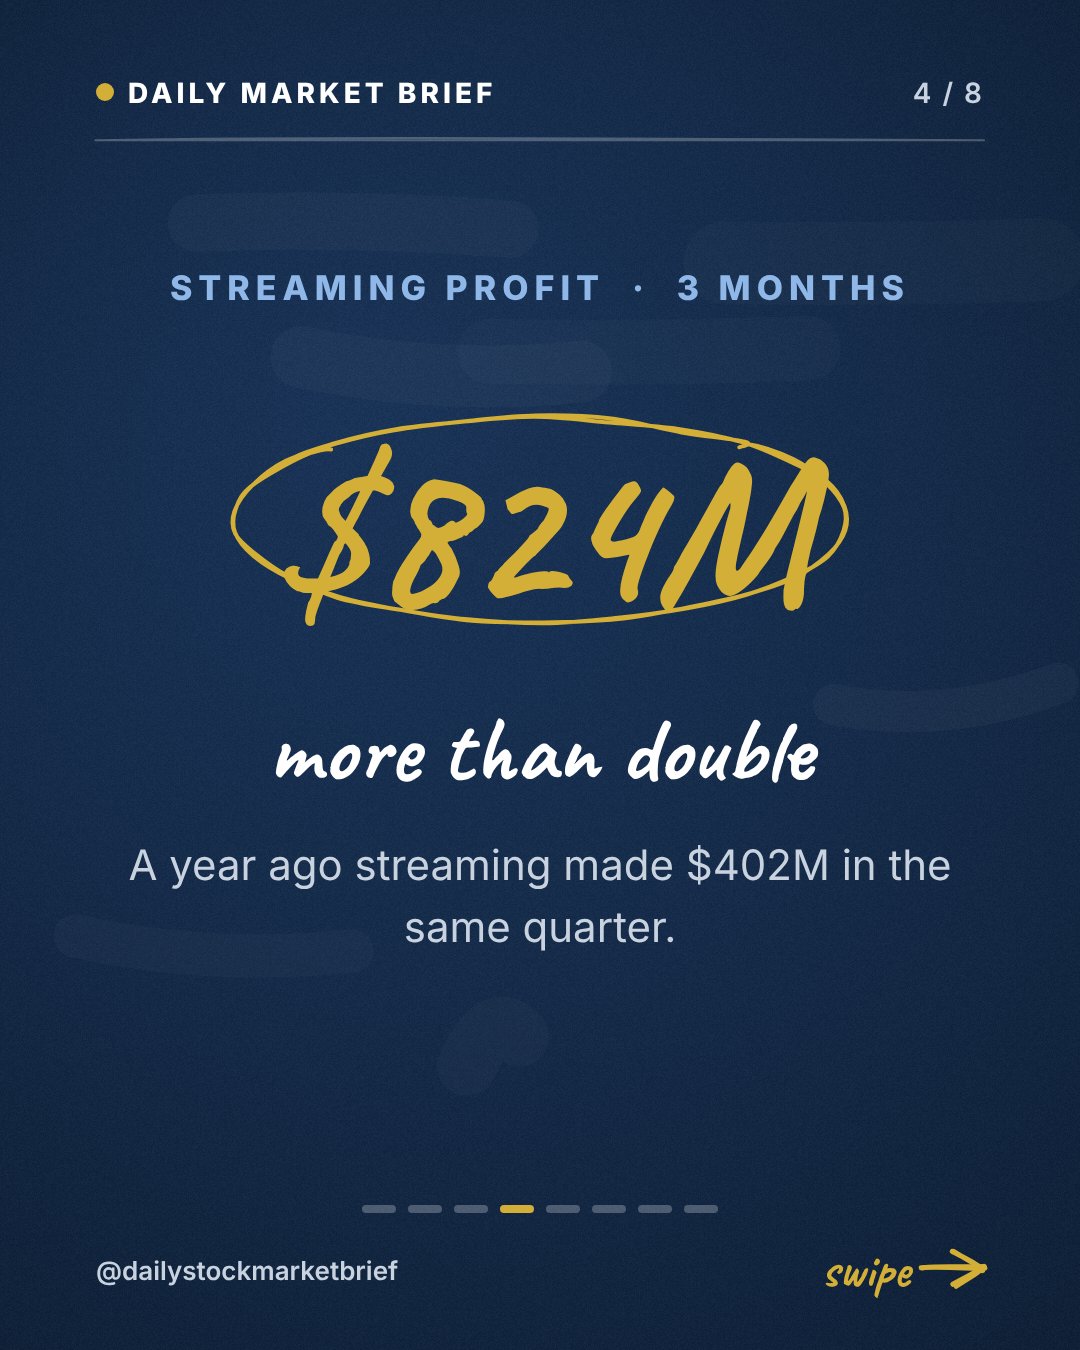 DAILY MARKET BRIEF
4 / 8
STREAMING PROFIT · 3 MONTHS
$824M
more than double
A year ago streaming made $402M in the
same quarter.
@dailystockmarketbrief
swipe